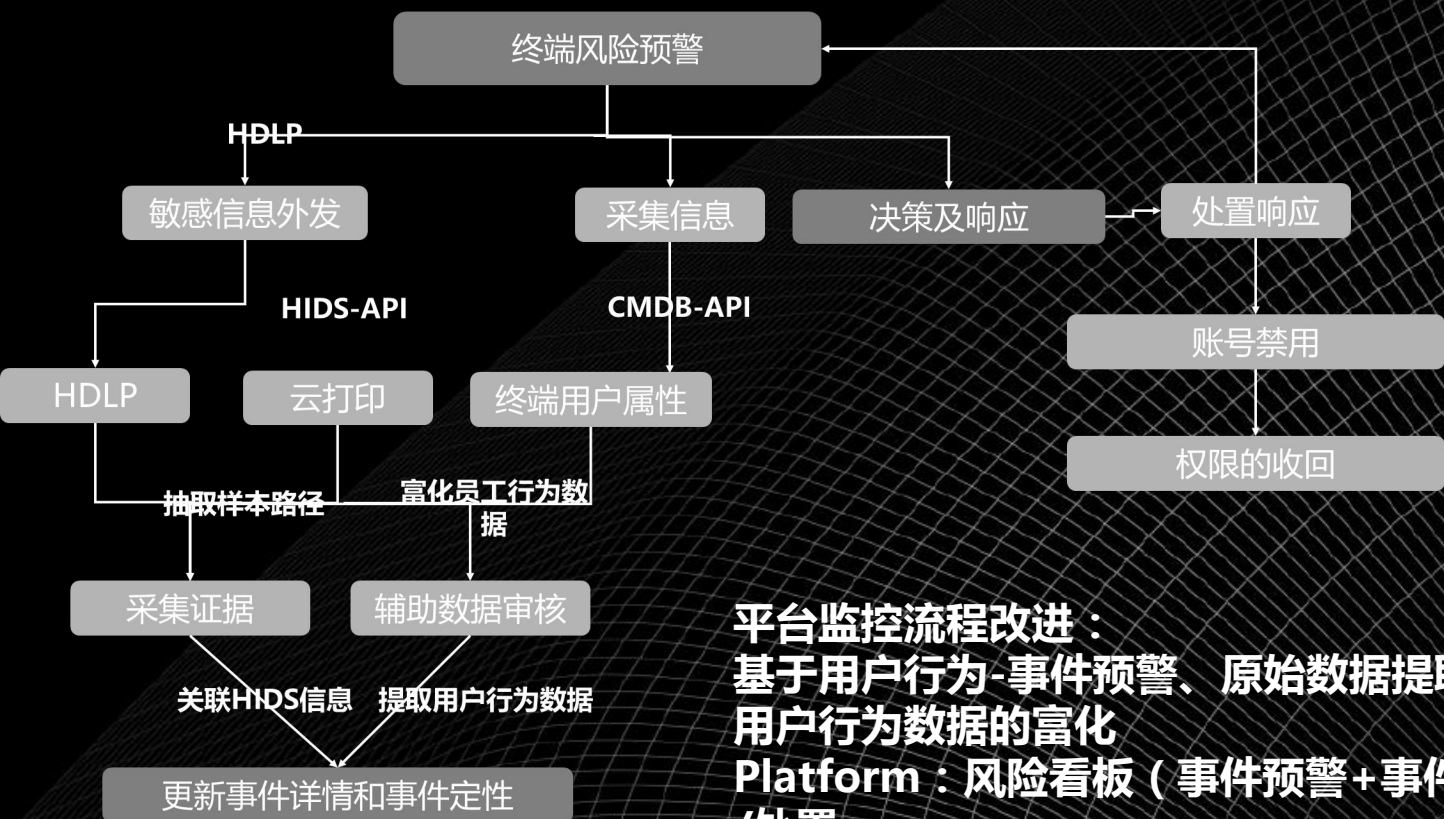 终端风险预警
HDLP
敏感信息外发
采集信息
决策及响应
处置响应
HIDS-API
CMDB-API
账号禁用
HDLP
云打印
终端用户属性
权限的收回
抽取样本路径
富化员工行为数
据
采集证据
辅助数据审核
平台监控流程改进：
基于用户行为-事件预警、原始数据提取
用户行为数据的富化
关联HIDS信息
提取用户行为数据
Platform：风险看板（事件预警+事件
/处置
更新事件详情和事件定性